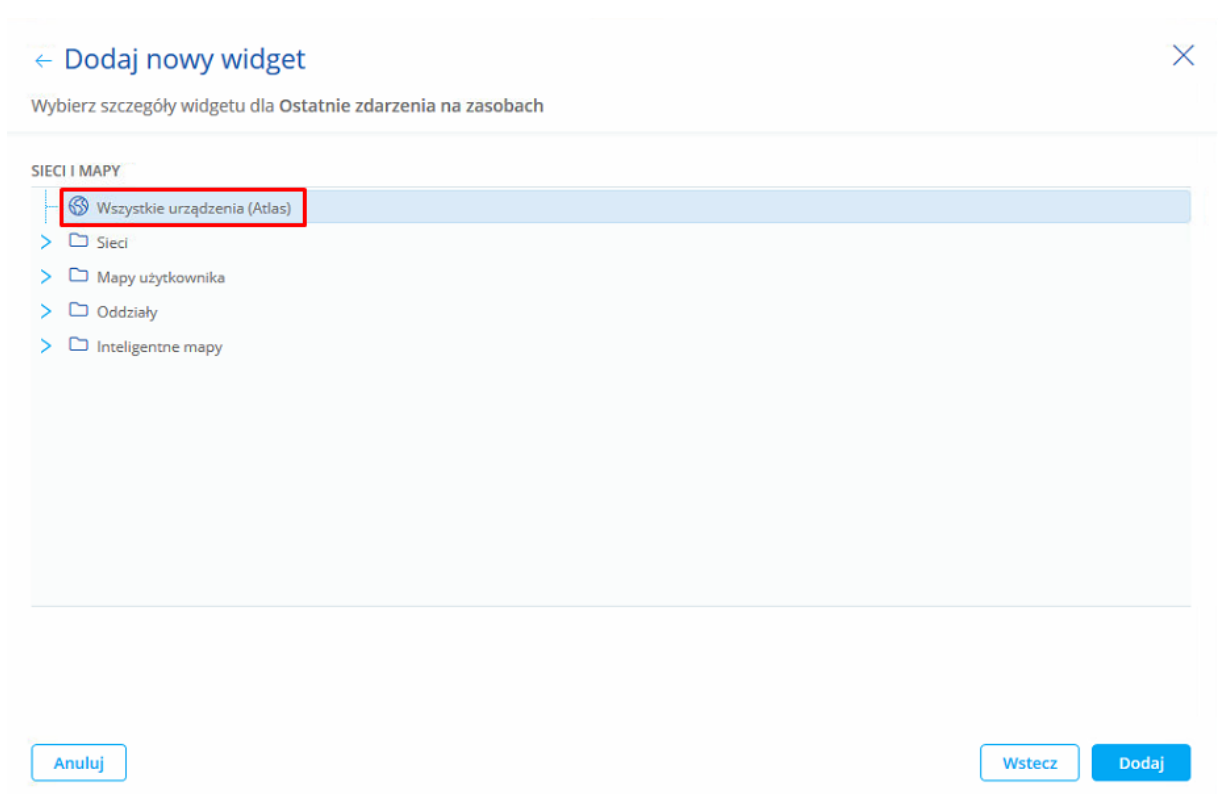 Dodaj nowy widget
Wybierz szczegóły widgetu dla Ostatnie zdarzenia na zasobach
SIECI I MAPY
Wszystkie urządzenia (Atlas)
Sieci
Mapy użytkownika
Oddziały
Inteligentne mapy
Anuluj Wstecz Dodaj